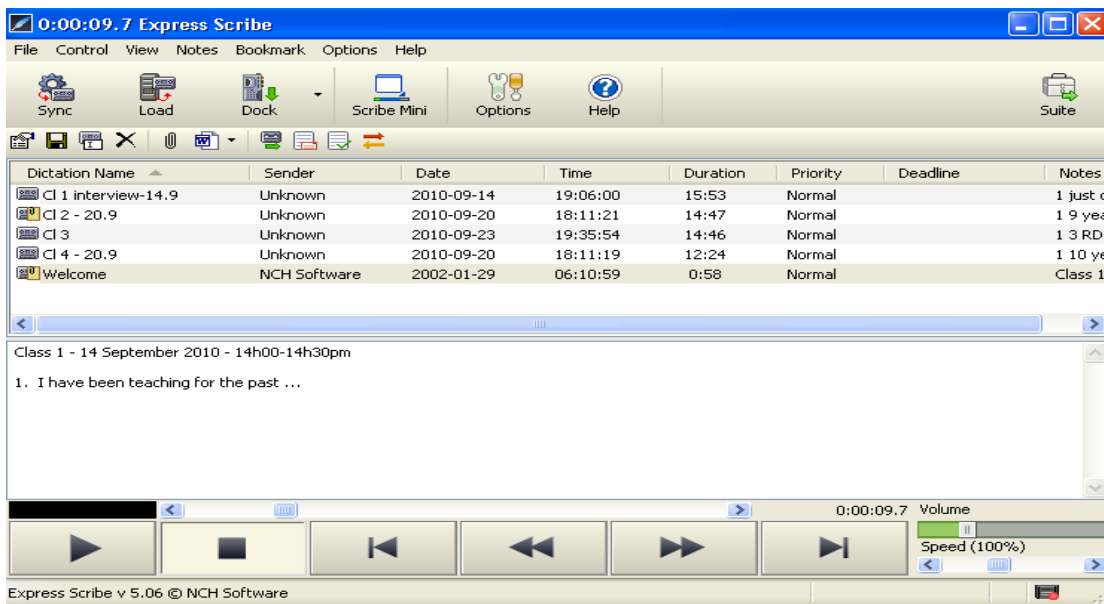 0:00:09.7 Express Scribe
File Control View Notes Bookmark Options Help
Sync Load Dock Scribe Mini Options Help Suite
Dictation Name Sender Date Time Duration Priority Deadline Notes
Cl 1 interview-14.9 Unknown 2010-09-14 19:06:00 15:53 Normal 1 just
Cl 2 - 20.9 Unknown 2010-09-20 18:11:21 14:47 Normal 1 9
Cl 3 Unknown 2010-09-23 19:35:54 14:46 Normal 1 3 RD
Cl 4 - 20.9 Unknown 2010-09-20 18:11:19 12:24 Normal 1 10
Welcome NCH Software 2002-01-29 06:10:59 0:58 Normal Class 1
Class 1 - 14 September 2010 - 14h00-14h30pm
1. I have been teaching for the past ...
0:00:09.7 Volume
Speed (100%)
Express Scribe v 5.06 © NCH Software